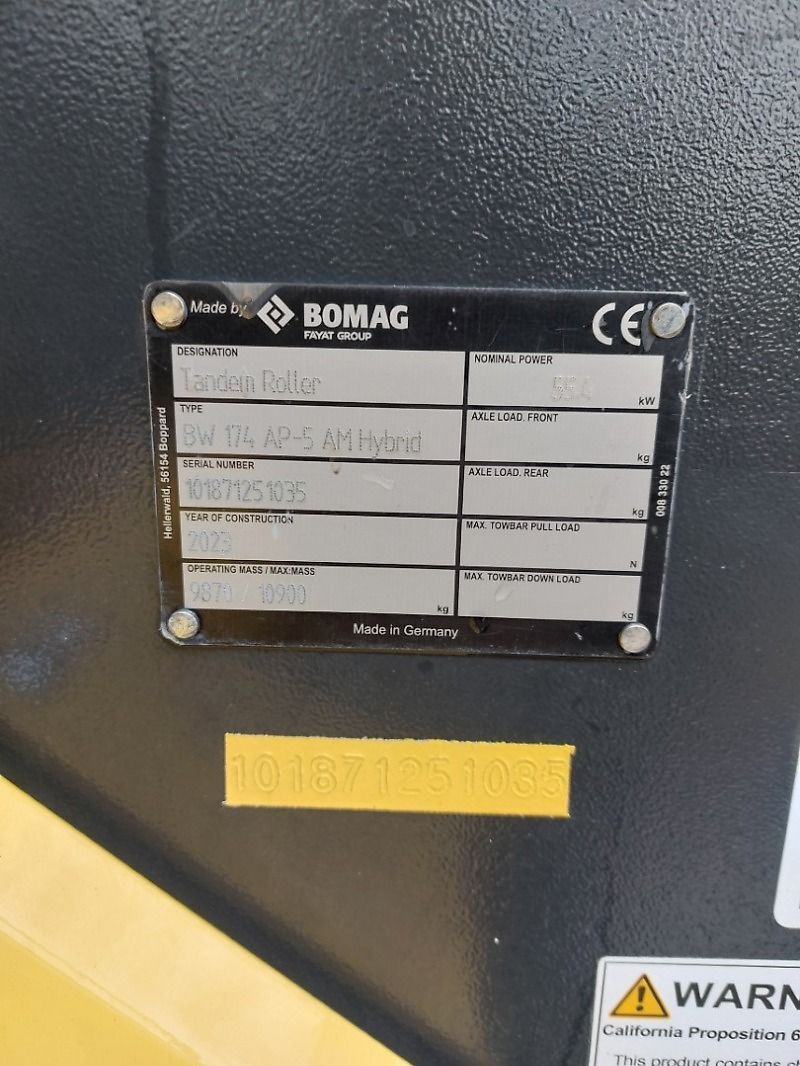 Made by BOMAG CE
FAYAT GROUP
DESIGNATION
Tandem Roller
NOMINAL POWER
55.4 kW
TYPE
BW 174 AP-5 AM Hybrid
AXLE LOAD. FRONT
kg
SERIAL NUMBER
101871251035
AXLE LOAD. REAR
kg
YEAR OF CONSTRUCTION
2023
MAX. TOWBAR PULL LOAD
N
OPERATING MASS / MAX:MASS
9870 / 10900 kg
MAX. TOWBAR DOWN LOAD
kg
Made in Germany
Hellerwald, 56154 Boppard
008 330 22
101871251035
WARN
California Proposition 6
This product contains ch